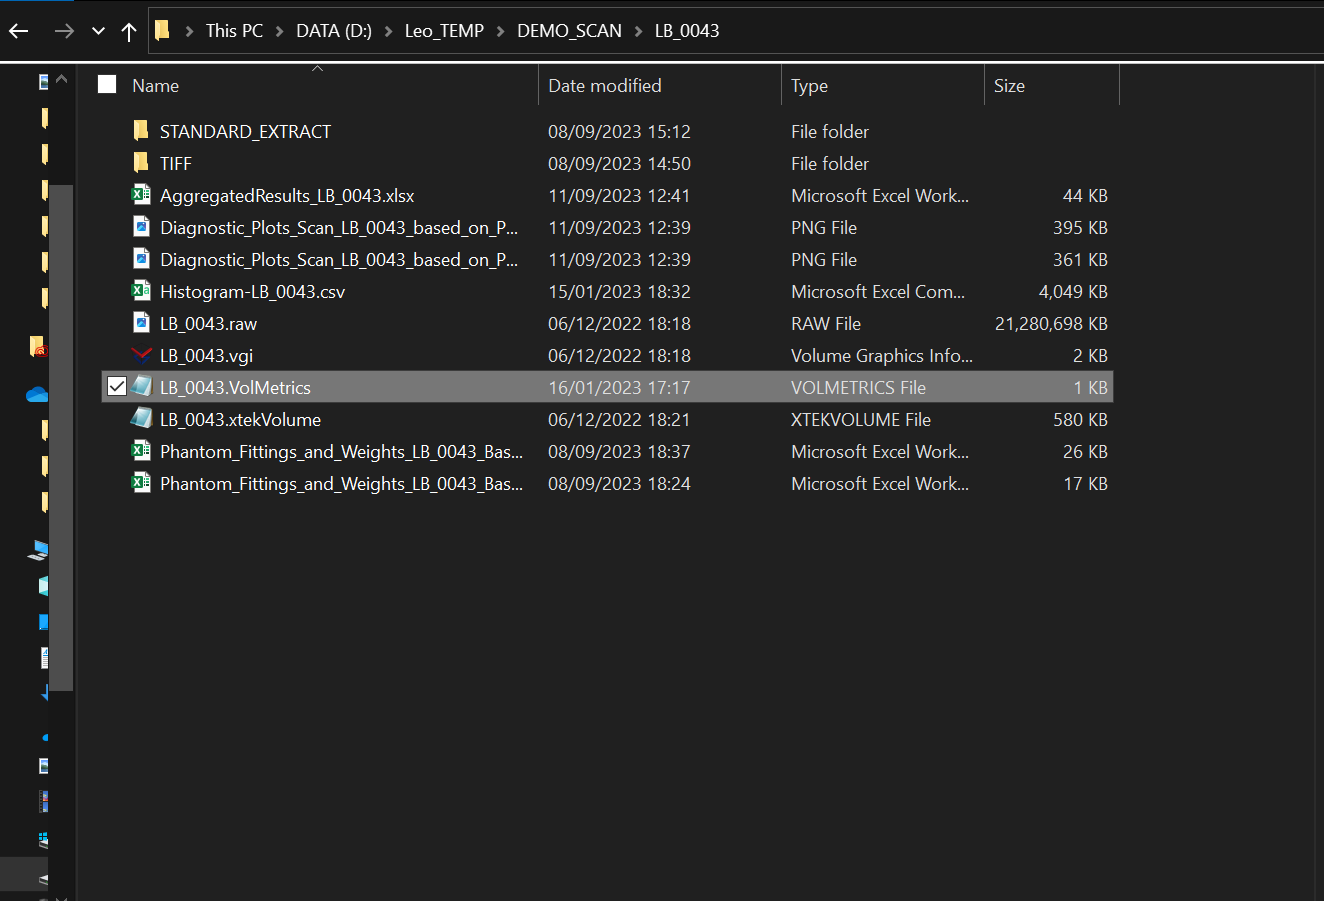 This PC > DATA (D:) > Leo_TEMP > DEMO_SCAN > LB_0043
Name Date modified Type Size
STANDARD_EXTRACT 08/09/2023 15:12 File folder
TIFF 08/09/2023 14:50 File folder
AggregatedResults_LB_0043.xlsx 11/09/2023 12:41 Microsoft Excel Work... 44 KB
Diagnostic_Plots_Scan_LB_0043_based_on_P... 11/09/2023 12:39 PNG File 395 KB
Diagnostic_Plots_Scan_LB_0043_based_on_P... 11/09/2023 12:39 PNG File 361 KB
Histogram-LB_0043.csv 15/01/2023 18:32 Microsoft Excel Com... 4,049 KB
LB_0043.raw 06/12/2022 18:18 RAW File 21,280,698 KB
LB_0043.vgi 06/12/2022 18:18 Volume Graphics Info... 2 KB
LB_0043.VolMetrics 16/01/2023 17:17 VOLMETRICS File 1 KB
LB_0043.xtekVolume 06/12/2022 18:21 XTEKVOLUME File 580 KB
Phantom_Fittings_and_Weights_LB_0043_Bas... 08/09/2023 18:37 Microsoft Excel Work... 26 KB
Phantom_Fittings_and_Weights_LB_0043_Bas... 08/09/2023 18:24 Microsoft Excel Work... 17 KB